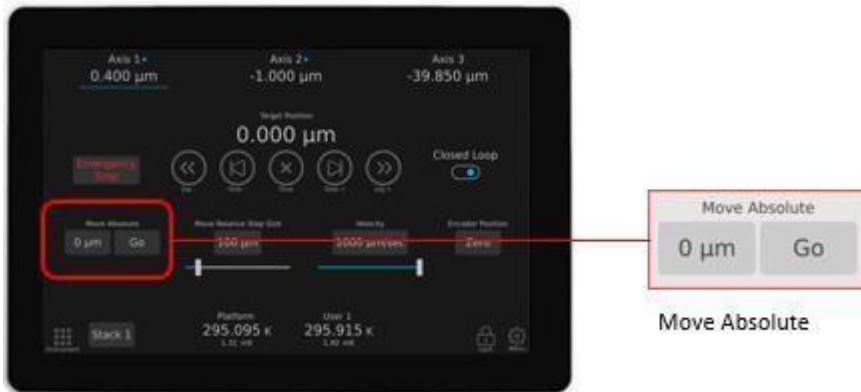 Axis 1 Axis 2 Axis 3
0.400 µm -1.000 µm -39.850 µm
Target Position
0.000 µm
Emergency Stop
Closed Loop
Move Absolute Move Relative Step Size Velocity Encoder Position
0 µm Go 100 µm 1000 µm/sec Zero
Move Absolute
0 µm Go
Move Absolute
Platform User 1
Stack 1 295.095 K 295.915 K